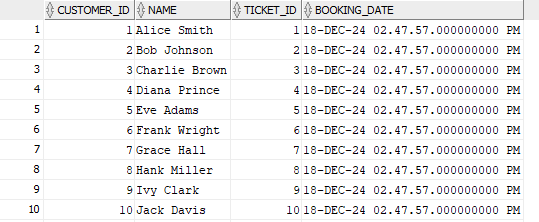 CUSTOMER_ID NAME TICKET_ID BOOKING_DATE
1 1 Alice Smith 1 18-DEC-24 02.47.57.000000000 PM
2 2 Bob Johnson 2 18-DEC-24 02.47.57.000000000 PM
3 3 Charlie Brown 3 18-DEC-24 02.47.57.000000000 PM
4 4 Diana Prince 4 18-DEC-24 02.47.57.000000000 PM
5 5 Eve Adams 5 18-DEC-24 02.47.57.000000000 PM
6 6 Frank Wright 6 18-DEC-24 02.47.57.000000000 PM
7 7 Grace Hall 7 18-DEC-24 02.47.57.000000000 PM
8 8 Hank Miller 8 18-DEC-24 02.47.57.000000000 PM
9 9 Ivy Clark 9 18-DEC-24 02.47.57.000000000 PM
10 10 Jack Davis 10 18-DEC-24 02.47.57.000000000 PM